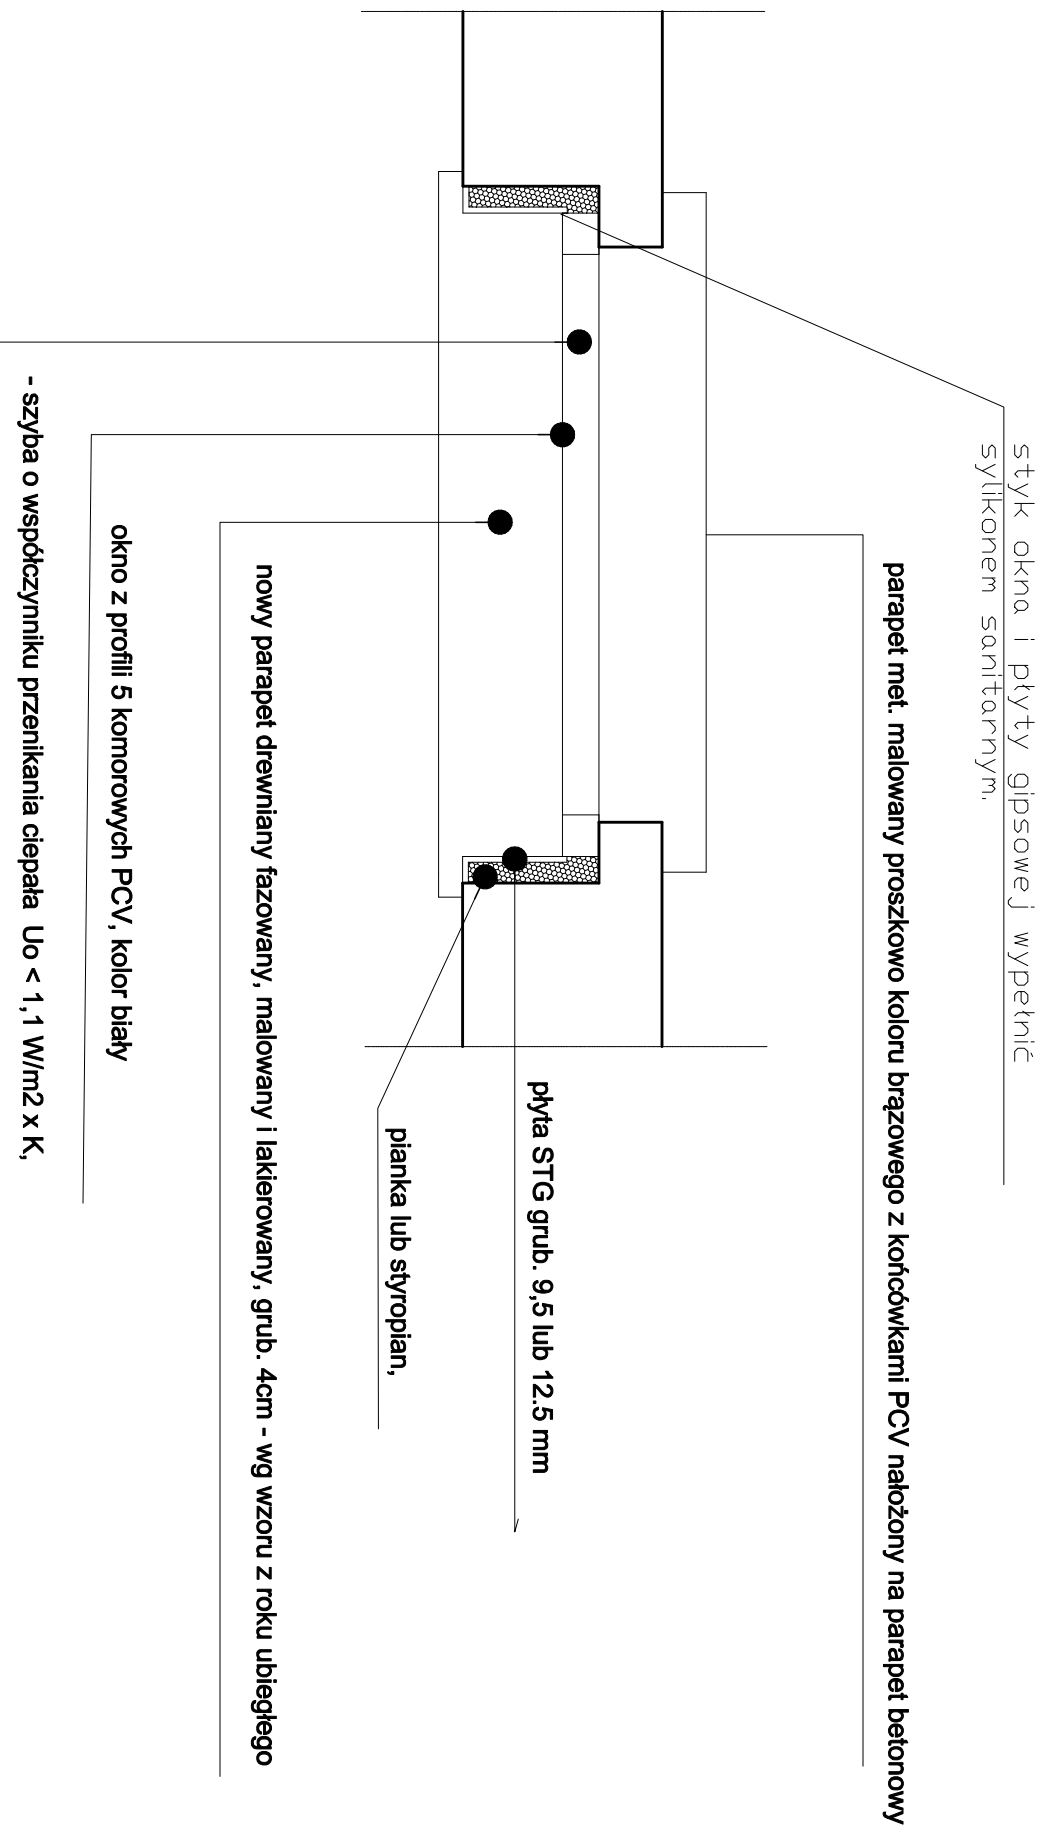 styk okna i płyty gipsowej wypełnić
sylikonem sanitarnym.
parapet met. malowany proszkowo koloru brązowego z końcówkami PCV nałożony na parapet betonowy
płyta STG grub. 9,5 lub 12.5 mm
pianka lub styropian,
nowy parapet drewniany fazowany, malowany i lakierowany, grub. 4cm - wg wzoru z roku ubiegłego
okno z profili 5 komorowych PCV, kolor biały
- szyba o współczynniku przenikania ciepała Uo < 1,1 W/m2 x K,